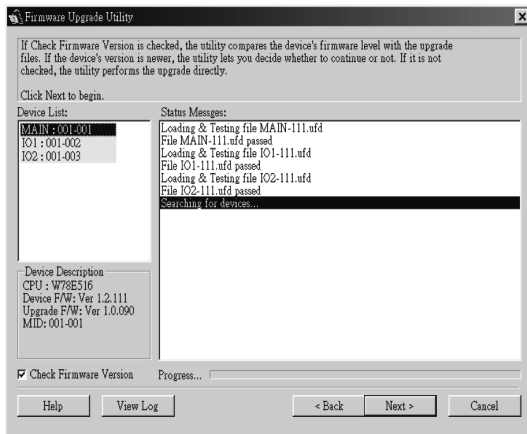 Firmware Upgrade Utility
If Check Firmware Version is checked, the utility compares the device's firmware level with the upgrade
files. If the device's version is newer, the utility lets you decide whether to continue or not. If it is not
checked, the utility performs the upgrade directly.
Click Next to begin.
Device List:
MAIN : 001-001
IO1 : 001-002
IO2 : 001-003
Status Messges:
Loading & Testing file MAIN-111.ufd
File MAIN-111.ufd passed
Loading & Testing file IO1-111.ufd
File IO1-111.ufd passed
Loading & Testing file IO2-111.ufd
File IO2-111.ufd passed
Searching for devices...
Device Description
CPU : W78E516
Device F/W: Ver 1.2.111
Upgrade F/W: Ver 1.0.090
MID: 001-001
Check Firmware Version
Progress...
Help
View Log
< Back
Next >
Cancel